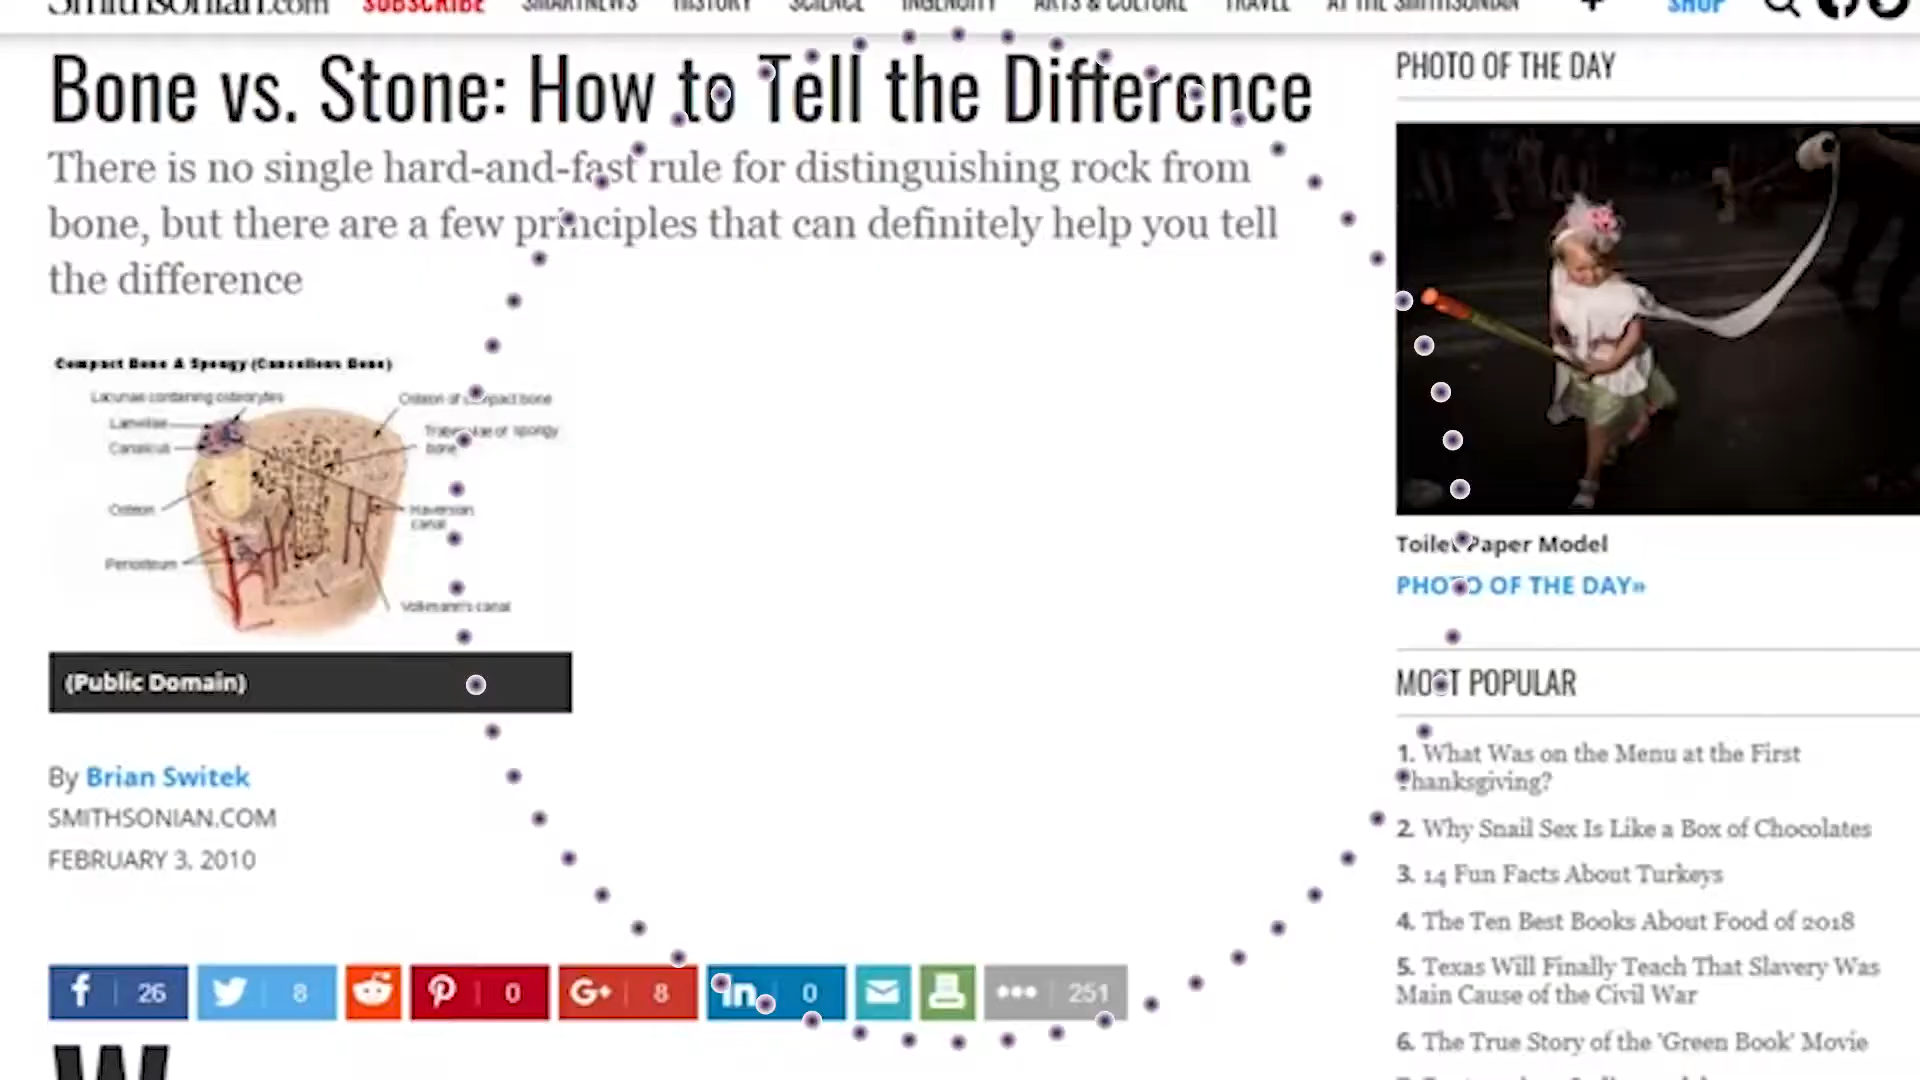 Smithsonian.com SUBSCRIBE SMARTNEWS HISTORY SCIENCE INGENUITY ARTS & CULTURE TRAVEL AT THE SMITHSONIAN + SHOP
Bone vs. Stone: How to Tell the Difference
There is no single hard-and-fast rule for distinguishing rock from
bone, but there are a few principles that can definitely help you tell
the difference
Compact Bone & Spongy (Cancellous Bone)
Lacunae containing osteocytes
Lamellae
Canaliculi
Osteon
Periosteum
Osteon of compact bone
Trabeculae of spongy
bone
Haversian
canal
Volkmann's canal
(Public Domain)
By Brian Switek
SMITHSONIAN.COM
FEBRUARY 3, 2010
26
8
0
G+ 8
in 0
251
W
PHOTO OF THE DAY
Toilet Paper Model
PHOTO OF THE DAY»
MOST POPULAR
1. What Was on the Menu at the First
Thanksgiving?
2. Why Snail Sex Is Like a Box of Chocolates
3. 14 Fun Facts About Turkeys
4. The Ten Best Books About Food of 2018
5. Texas Will Finally Teach That Slavery Was
Main Cause of the Civil War
6. The True Story of the 'Green Book' Movie